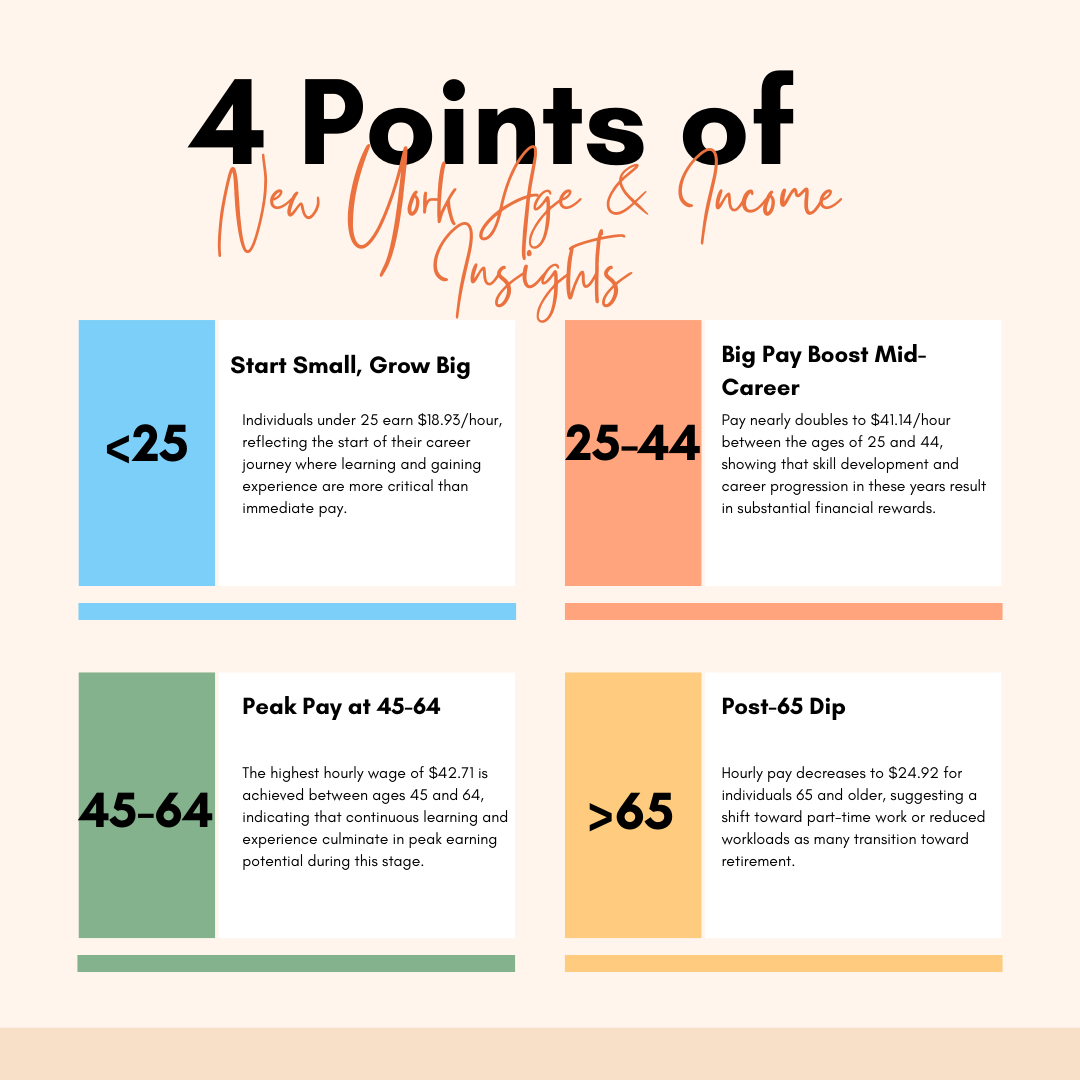 4 Points of
New York Age & Income
Insights
<25
Start Small, Grow Big
Individuals under 25 earn $18.93/hour,
reflecting the start of their career
journey where learning and gaining
experience are more critical than
immediate pay.
25-44
Big Pay Boost Mid-
Career
Pay nearly doubles to $41.14/hour
between the ages of 25 and 44,
showing that skill development and
career progression in these years result
in substantial financial rewards.
45-64
Peak Pay at 45-64
The highest hourly wage of $42.71 is
achieved between ages 45 and 64,
indicating that continuous learning and
experience culminate in peak earning
potential during this stage.
>65
Post-65 Dip
Hourly pay decreases to $24.92 for
individuals 65 and older, suggesting a
shift toward part-time work or reduced
workloads as many transition toward
retirement.